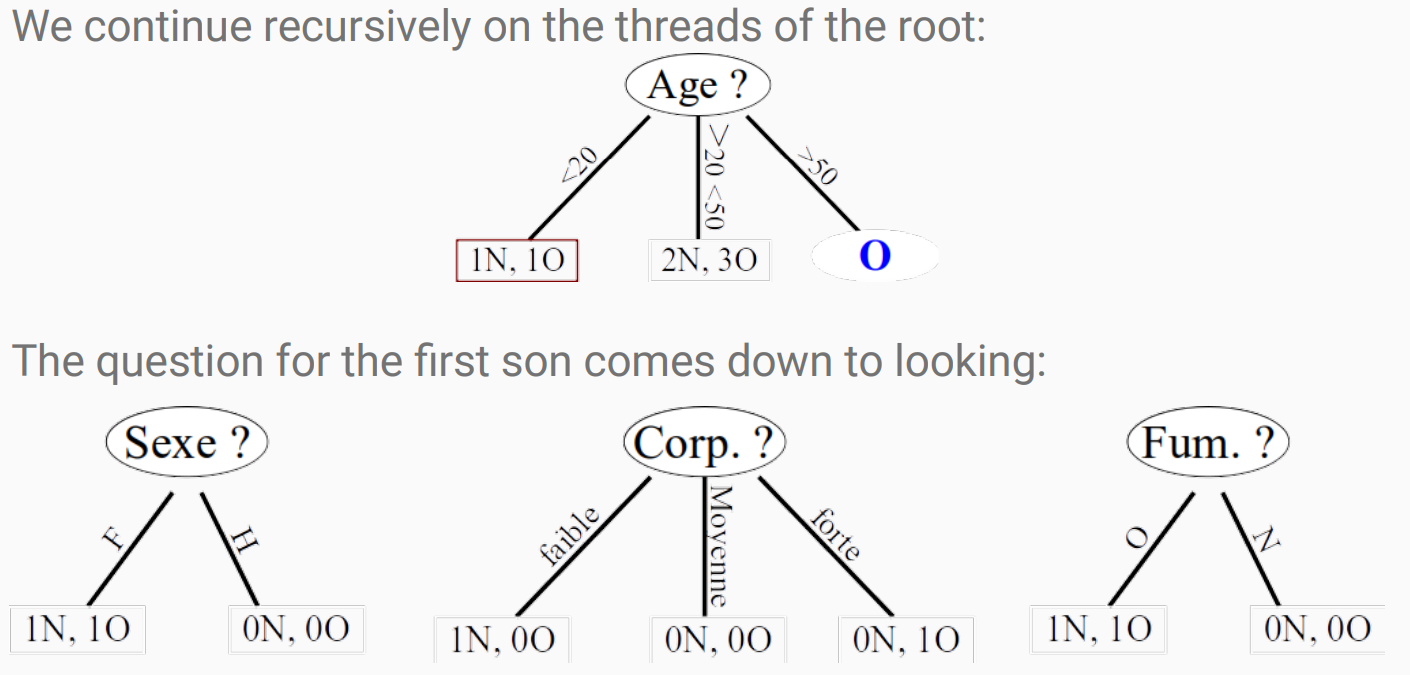 We continue recursively on the threads of the root:
Age ?
<20
>20 <50
>50
1N, 1O
2N, 3O
O
The question for the first son comes down to looking:
Sexe ?
Corp. ?
Fum. ?
F
H
faible
Moyenne
forte
O
N
1N, 1O
0N, 0O
1N, 0O
0N, 0O
0N, 1O
1N, 1O
0N, 0O